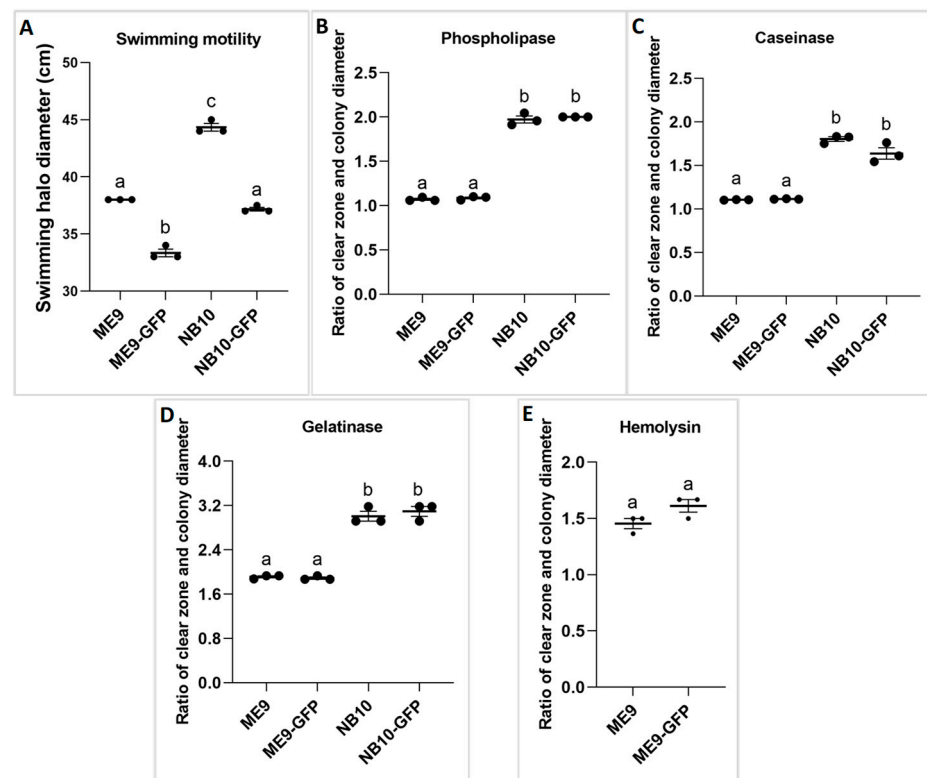 A
Swimming motility
Swimming halo diameter (cm)
50
45
40
35
30
a
b
c
a
ME9
ME9-GFP
NB10
NB10-GFP
B
Phospholipase
Ratio of clear zone and colony diameter
2.5
2.0
1.5
1.0
0.5
0.0
a
a
b
b
ME9
ME9-GFP
NB10
NB10-GFP
C
Caseinase
Ratio of clear zone and colony diameter
2.5
2.0
1.5
1.0
0.5
0.0
a
a
b
b
ME9
ME9-GFP
NB10
NB10-GFP
D
Gelatinase
Ratio of clear zone and colony diameter
4.0
3.2
2.4
1.6
0.8
0.0
a
a
b
b
ME9
ME9-GFP
NB10
NB10-GFP
E
Hemolysin
Ratio of clear zone and colony diameter
2.0
1.5
1.0
0.5
0.0
a
a
ME9
ME9-GFP